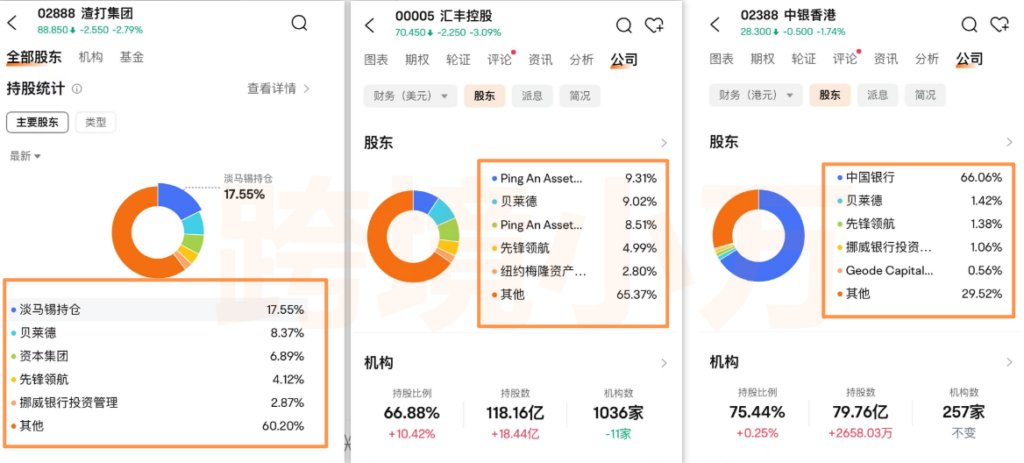 02888 渣打集团
88.850 -2.550 -2.79%
全部股东 机构 基金
持股统计 查看详情
主要股东 类型
最新
淡马锡持仓
17.55%
淡马锡持仓 17.55%
贝莱德 8.37%
资本集团 6.89%
先锋领航 4.12%
挪威银行投资管理 2.87%
其他 60.20%
00005 汇丰控股
70.450 -2.250 -3.09%
图表 期权 轮证 评论 资讯 分析 公司
财务（美元） 股东 派息 简况
股东
Ping An Asset... 9.31%
贝莱德 9.02%
Ping An Asset... 8.51%
先锋领航 4.99%
纽约梅隆资产... 2.80%
其他 65.37%
机构
持股比例 持股数 机构数
66.88% 118.16亿 1036家
+10.42% +18.44亿 -11家
02388 中银香港
28.300 -0.500 -1.74%
图表 期权 轮证 评论 资讯 分析 公司
财务（港元） 股东 派息 简况
股东
中国银行 66.06%
贝莱德 1.42%
先锋领航 1.38%
挪威银行投资... 1.06%
Geode Capital... 0.56%
其他 29.52%
机构
持股比例 持股数 机构数
75.44% 79.76亿 257家
+0.25% +2658.03万 不变
跨境小万